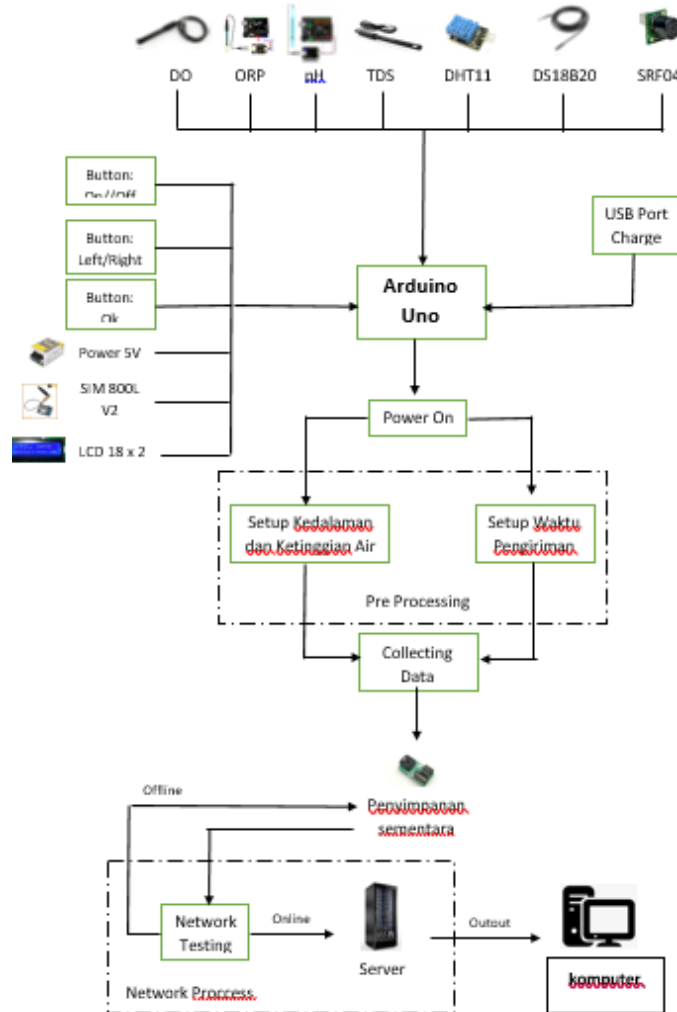 DO ORP pH TDS DHT11 DS18B20 SRF04
Button:
On//Off
Button:
Left/Right
Button:
Ok
Power 5V
SIM 800L
V2
LCD 18 x 2
USB Port
Charge
Arduino
Uno
Power On
Setup Kedalaman
dan Ketinggian Air
Setup Waktu
Pengiriman
Pre Processing
Collecting
Data
Offline
Penyimpanan
sementara
Network
Testing
Online
Server
Output
komputer
Network Proccess